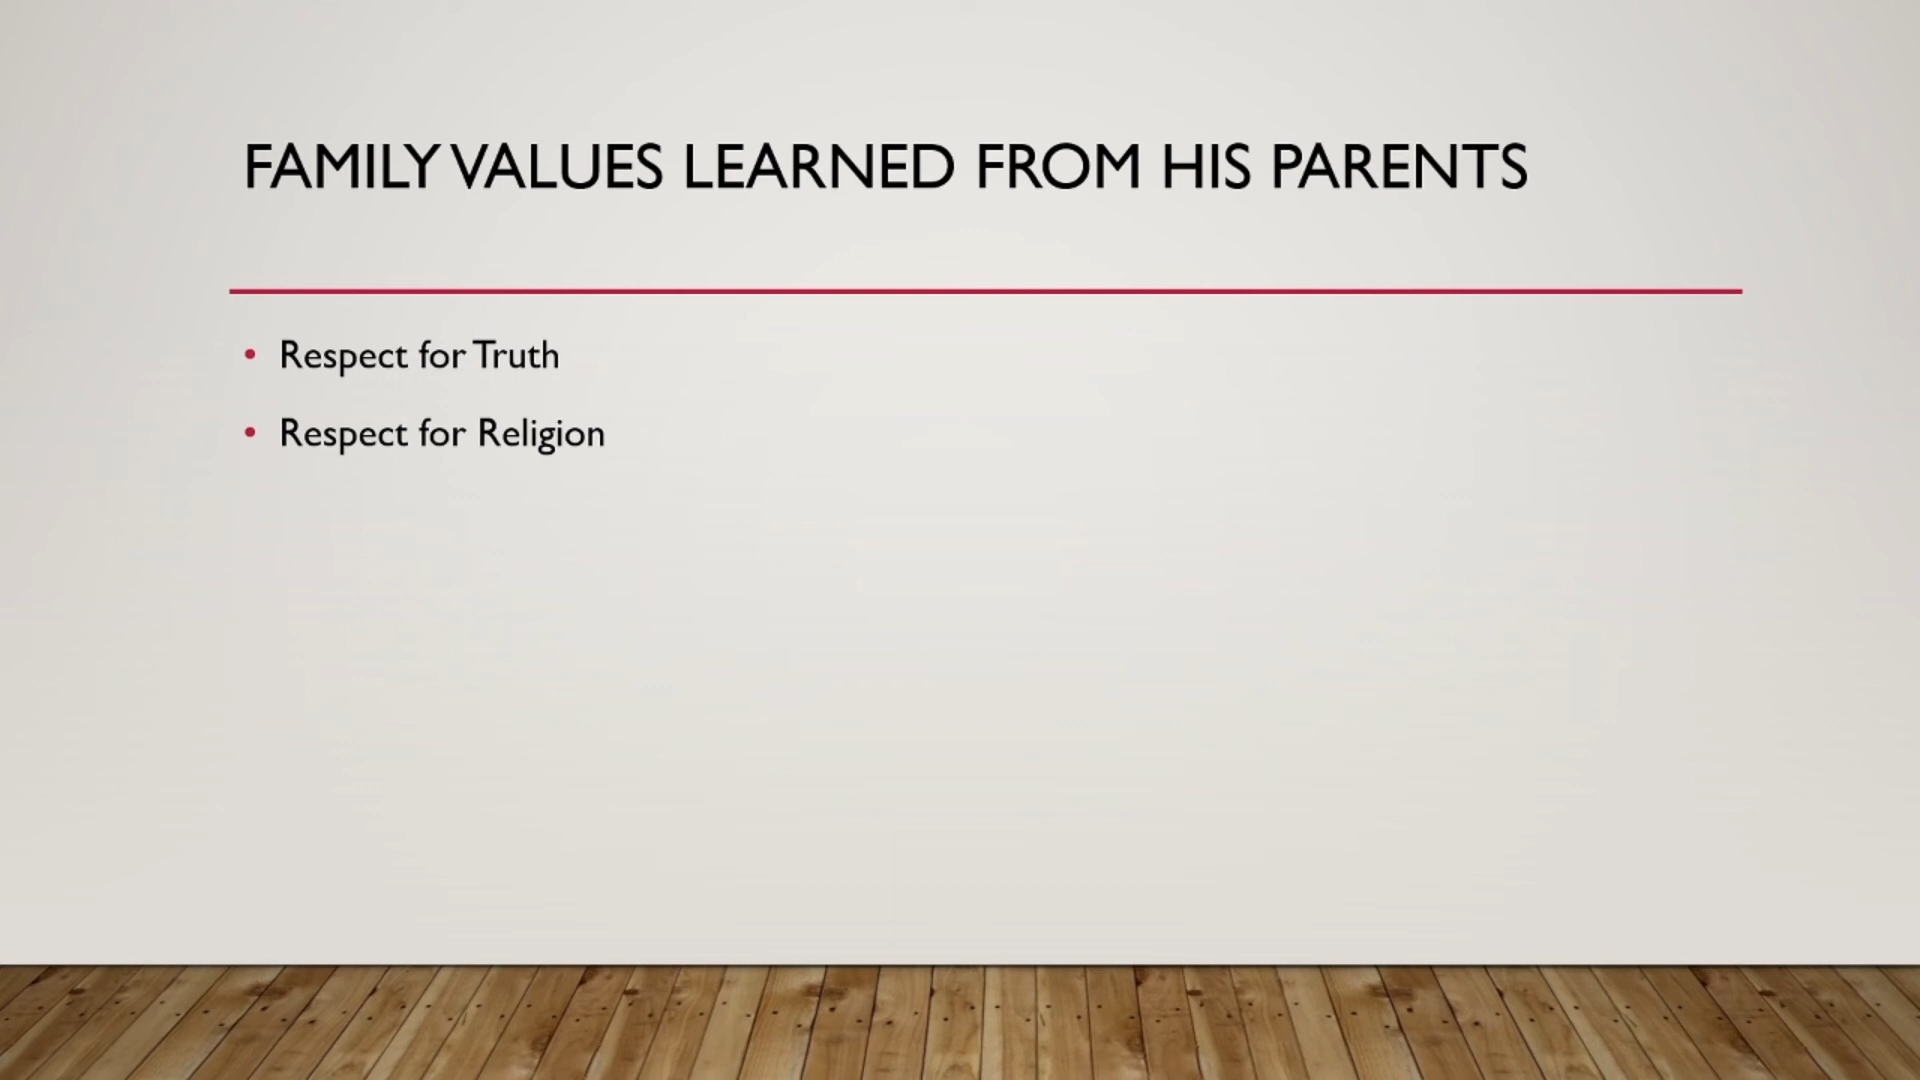 FAMILY VALUES LEARNED FROM HIS PARENTS
• Respect for Truth
• Respect for Religion